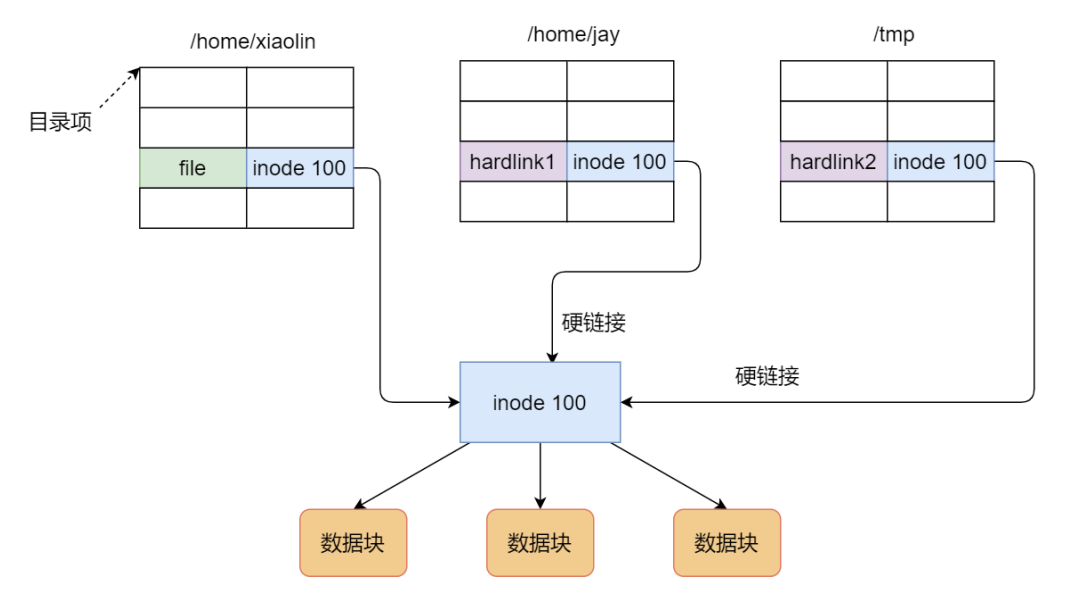 /home/xiaolin
/home/jay
/tmp
目录项
file
inode 100
hardlink1
inode 100
hardlink2
inode 100
硬链接
硬链接
inode 100
数据块
数据块
数据块